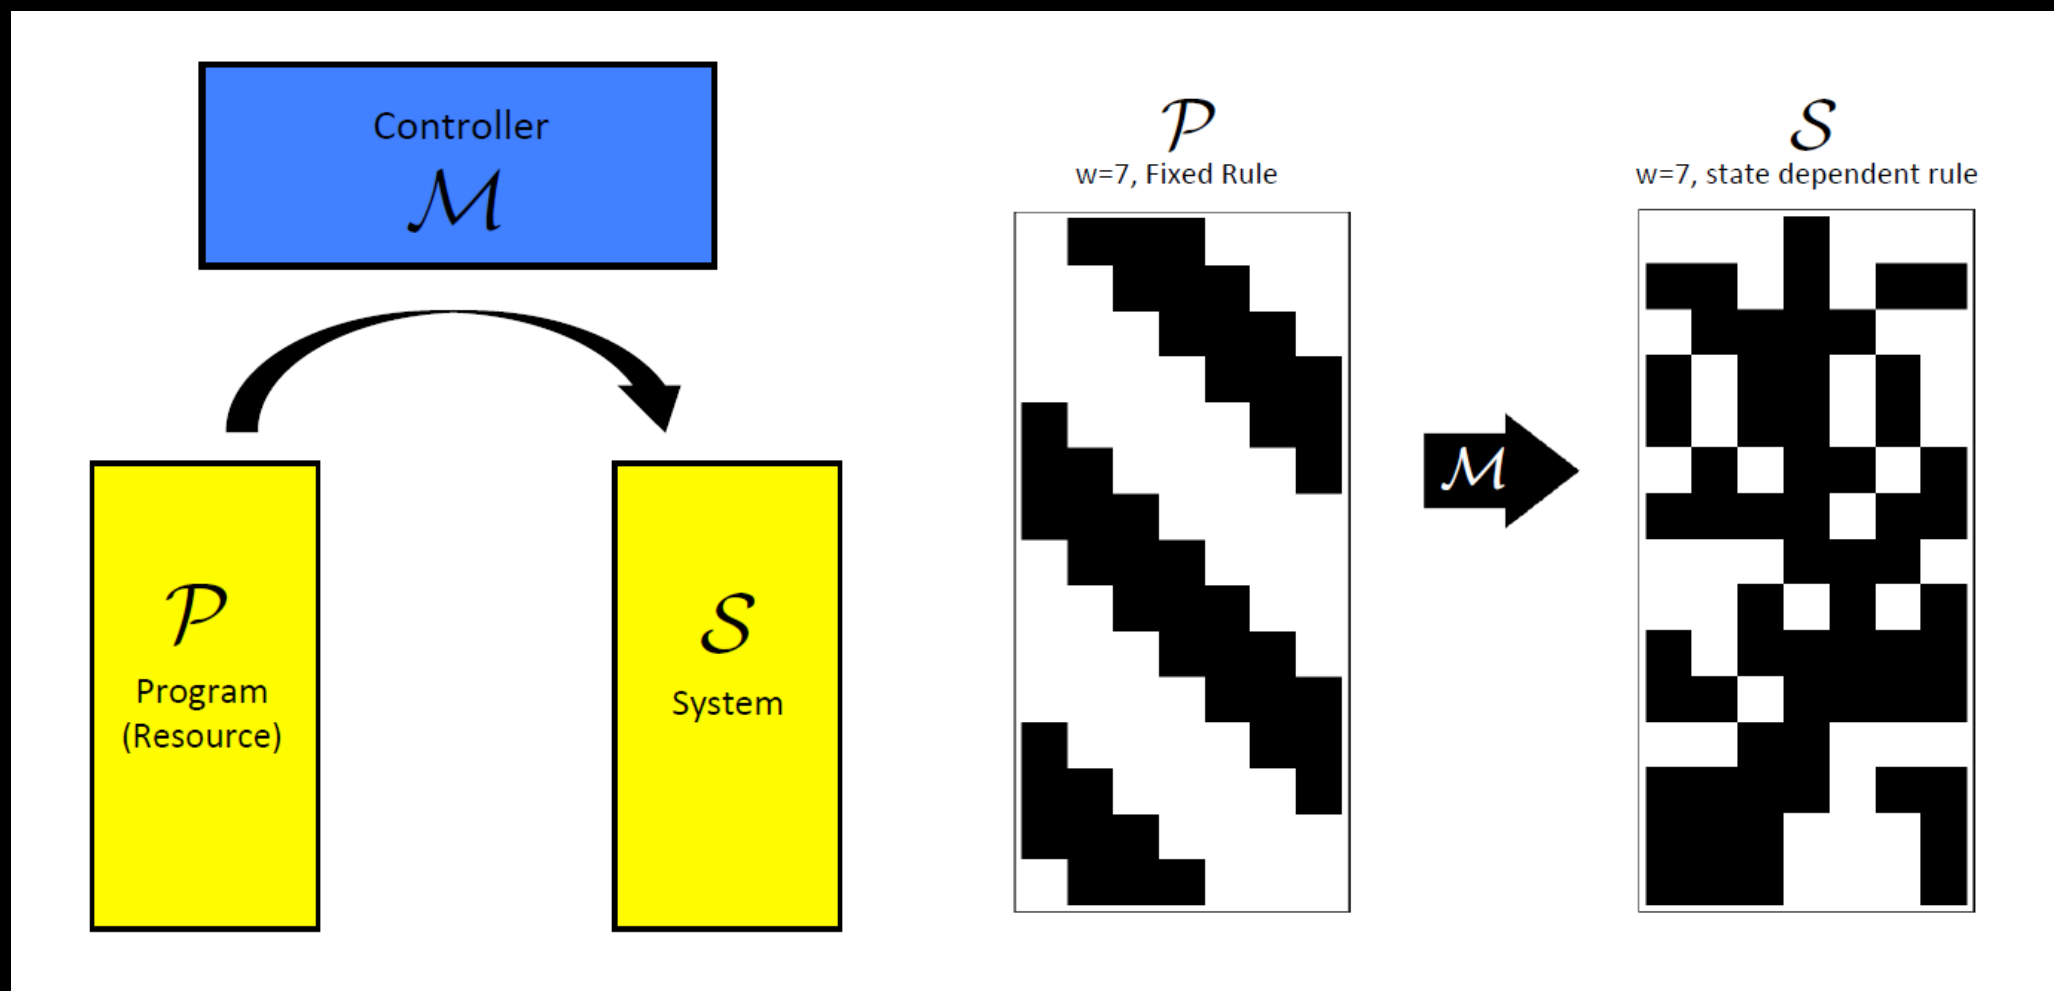 Controller
ℳ
𝒫
Program
(Resource)
𝒮
System
𝒫
w=7, Fixed Rule
ℳ
𝒮
w=7, state dependent rule